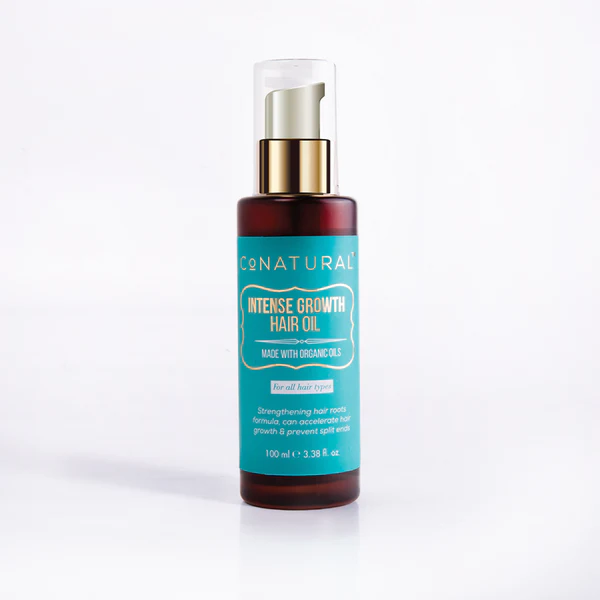 CoNATURAL
INTENSE GROWTH
HAIR OIL
MADE WITH ORGANIC OILS
For all hair types
Strengthening hair roots
formula, can accelerate hair
growth & prevent split ends
100 ml ℮ 3.38 fl. oz